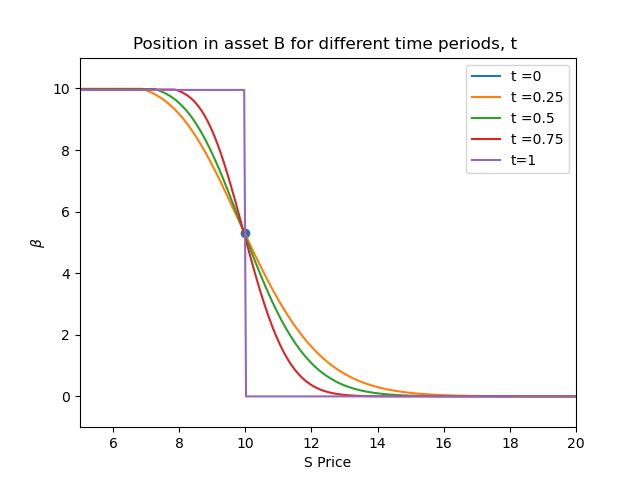 Position in asset B for different time periods, t
t =0
t =0.25
t =0.5
t =0.75
t=1
β
10
8
6
4
2
0
6 8 10 12 14 16 18 20
S Price